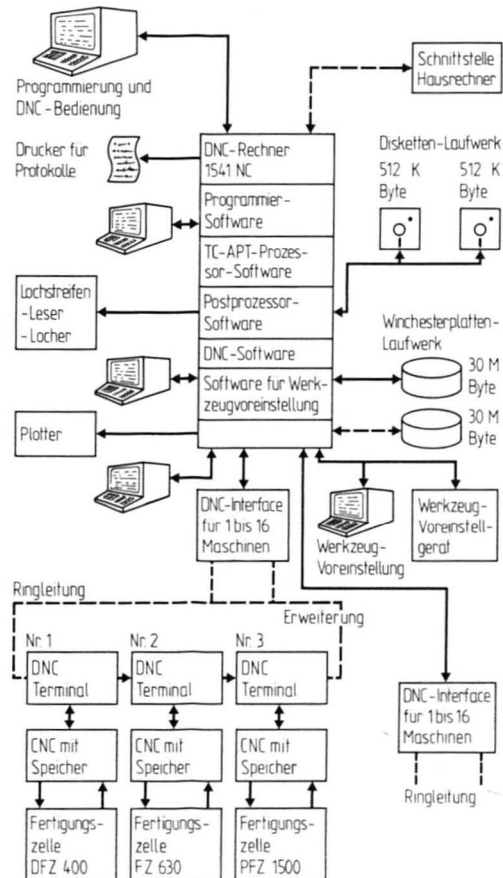 Programmierung und
DNC-Bedienung
Schnittstelle
Hausrechner
Drucker für
Protokolle
DNC-Rechner
1541 NC
Programmier-
Software
TC-APT-Prozes-
sor-Software
Postprozessor-
Software
DNC-Software
Software für Werk-
zeugvoreinstellung
Disketten-Laufwerk
512 K
Byte
512 K
Byte
Lochstreifen
-Leser
-Locher
Winchesterplatten-
Laufwerk
30 M
Byte
30 M
Byte
Plotter
DNC-Interface
für 1 bis 16
Maschinen
Werkzeug-
Voreinstellung
Werkzeug-
Voreinstell-
gerät
Ringleitung
Erweiterung
Nr. 1
Nr. 2
Nr. 3
DNC
Terminal
DNC
Terminal
DNC
Terminal
CNC mit
Speicher
CNC mit
Speicher
CNC mit
Speicher
Fertigungs-
zelle
DFZ 400
Fertigungs-
zelle
FZ 630
Fertigungs-
zelle
PFZ 1500
DNC-Interface
für 1 bis 16
Maschinen
Ringleitung